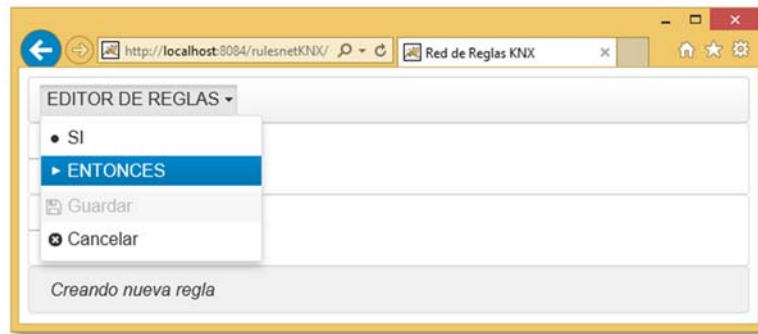 http://localhost:8084/rulesnetKNX/
Red de Reglas KNX
EDITOR DE REGLAS
SI
ENTONCES
Guardar
Cancelar
Creando nueva regla